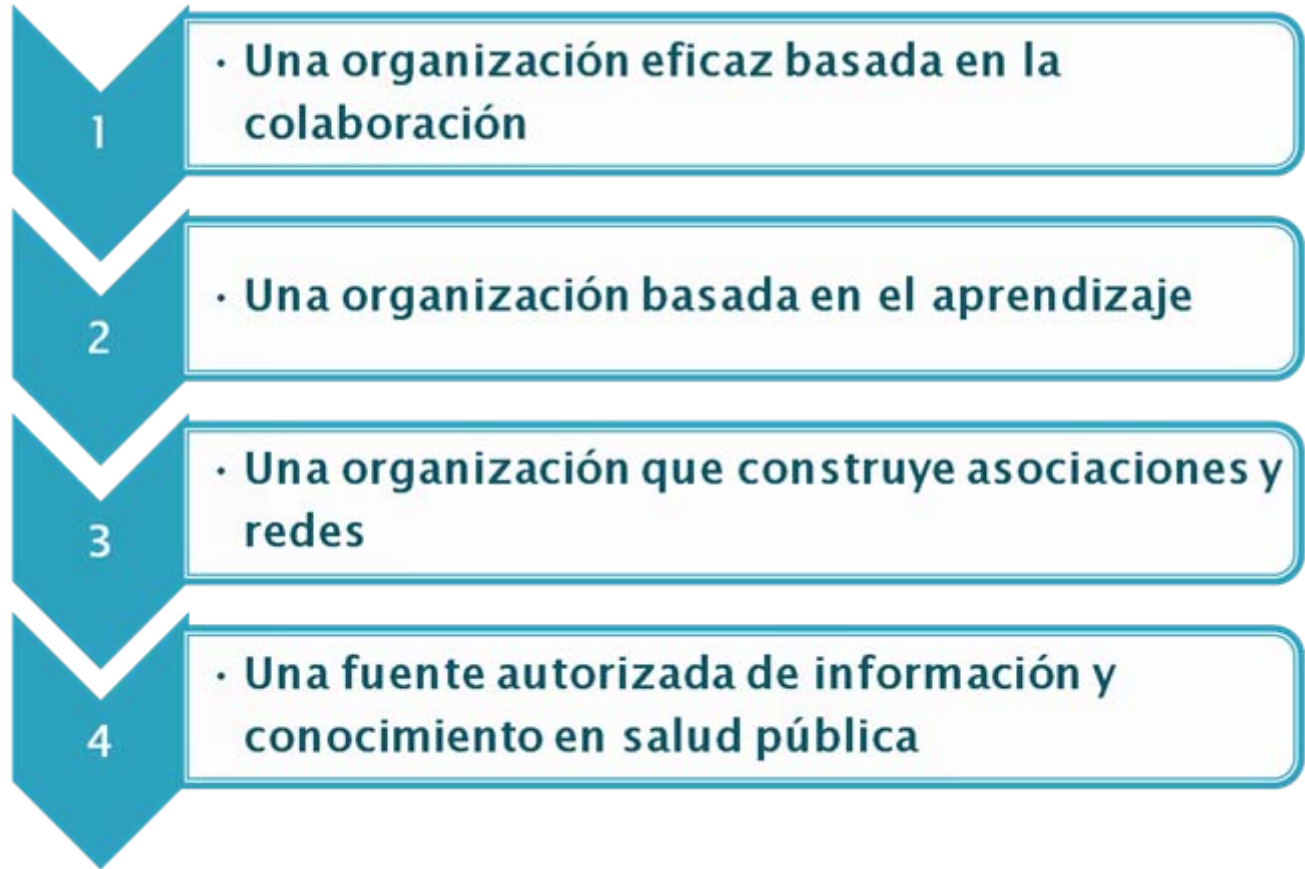 1
· Una organización eficaz basada en la
colaboración
2
· Una organización basada en el aprendizaje
3
· Una organización que construye asociaciones y
redes
4
· Una fuente autorizada de información y
conocimiento en salud pública